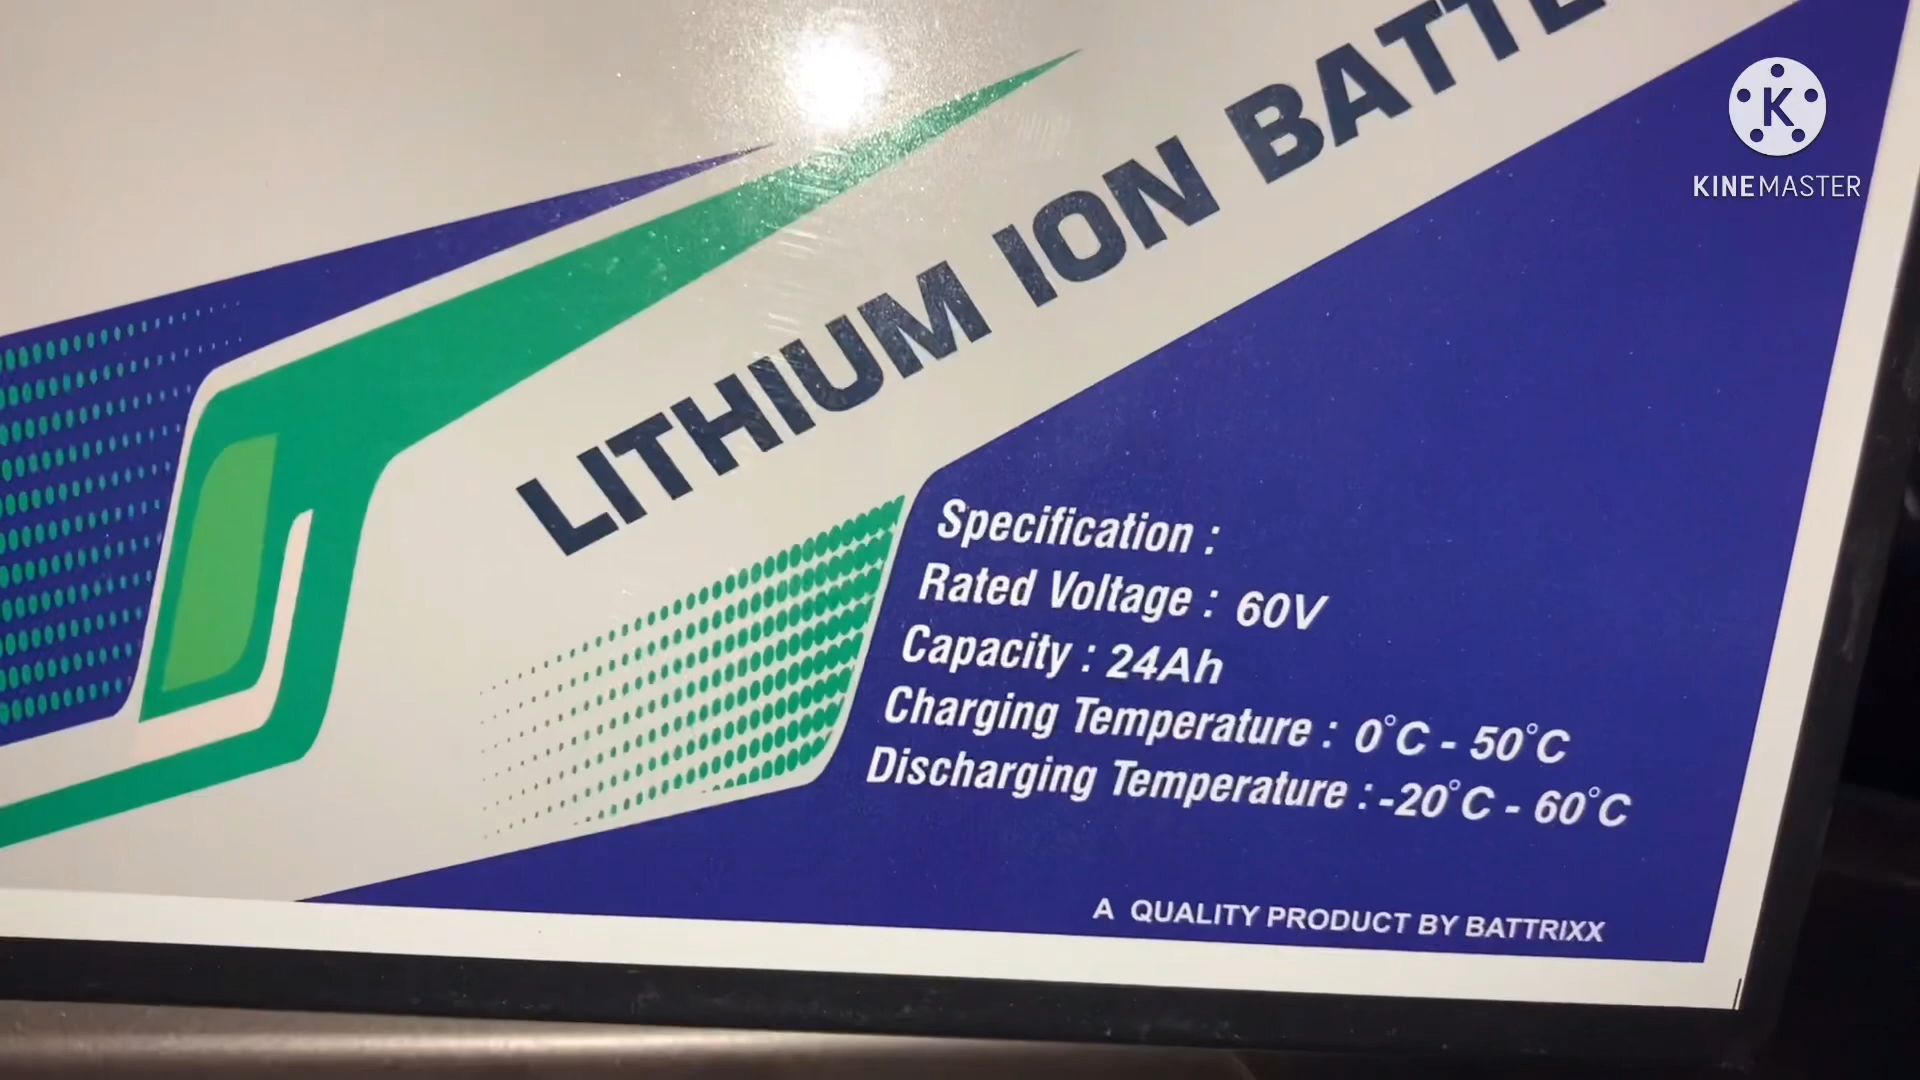 K
KINEMASTER
LITHIUM ION
Specification :
Rated Voltage : 60V
Capacity : 24Ah
Charging Temperature : 0°C - 50°C
Discharging Temperature : -20°C - 60°C
A QUALITY PRODUCT BY BATTRIXX